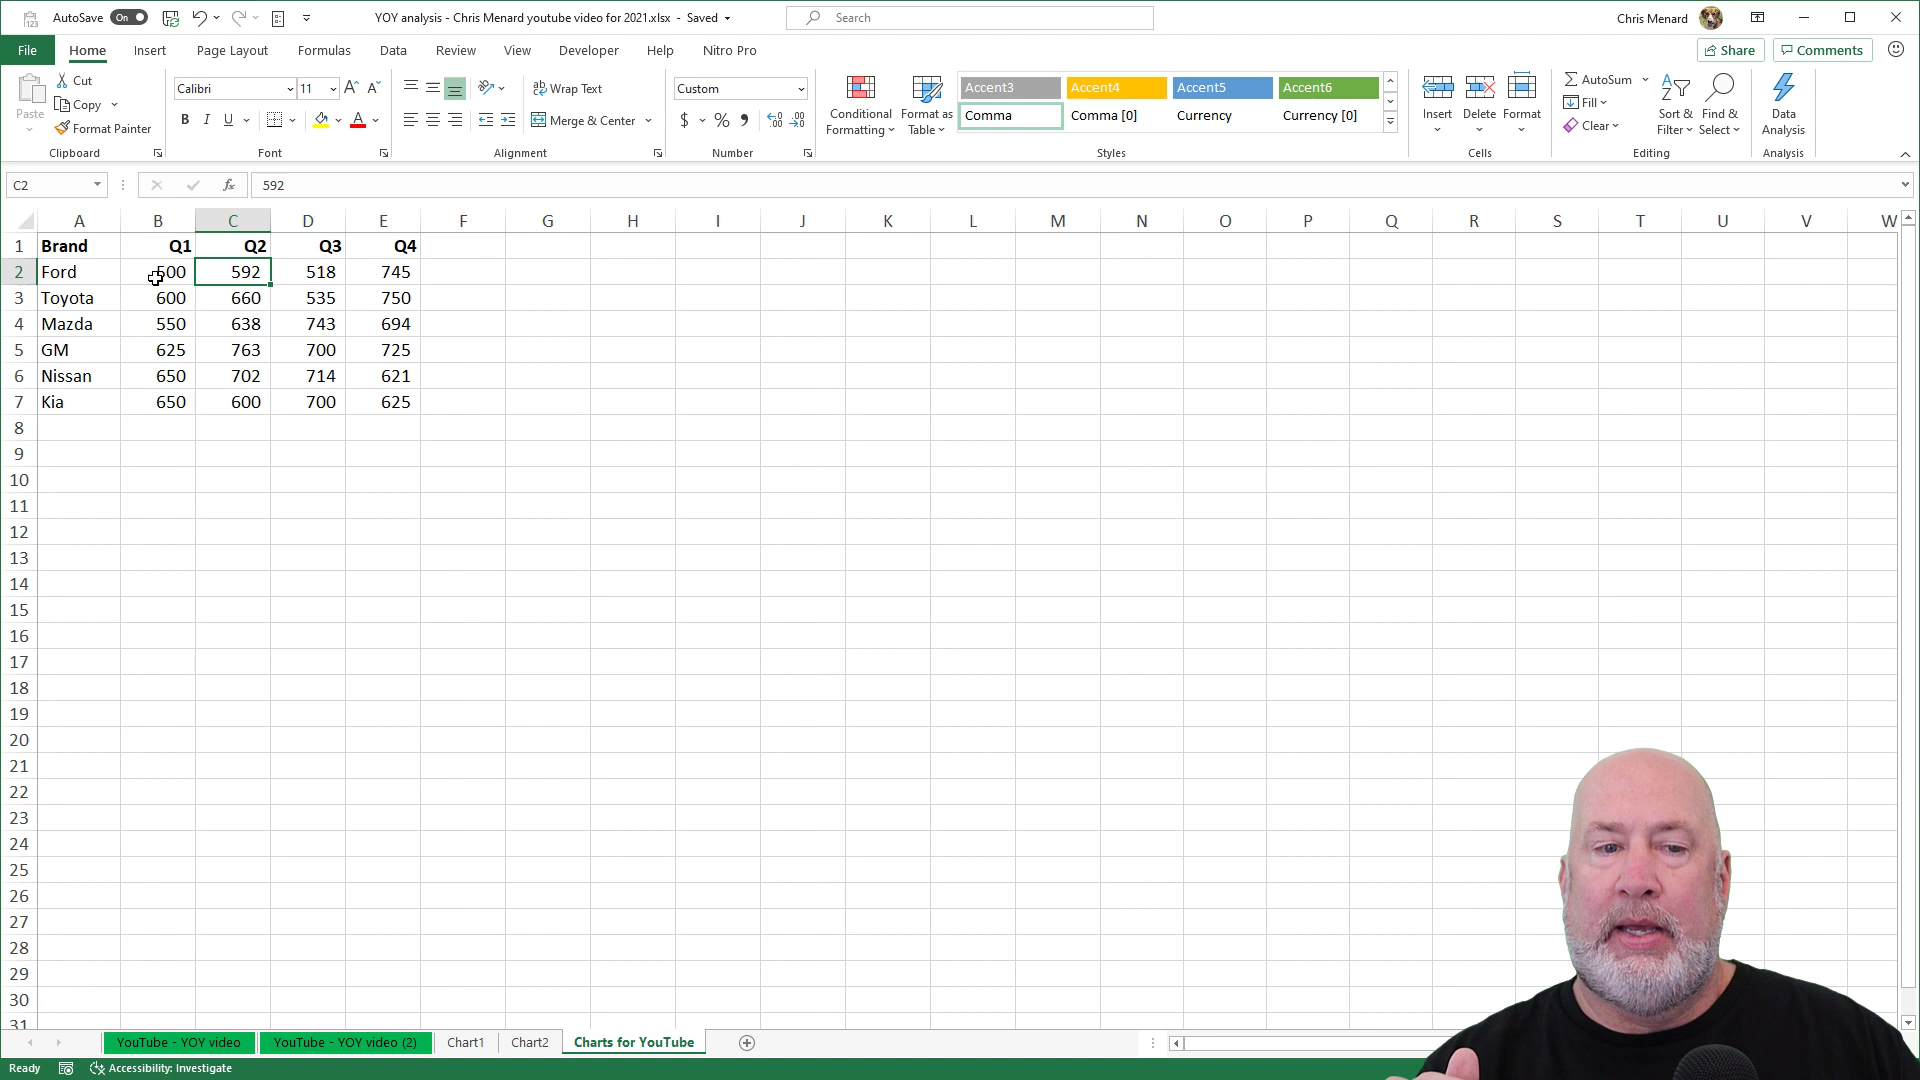 AutoSave On YOY analysis - Chris Menard youtube video for 2021.xlsx - Saved Search Chris Menard
File Home Insert Page Layout Formulas Data Review View Developer Help Nitro Pro Share Comments
Paste Cut Copy Format Painter
Calibri 11
B I U
Wrap Text
Merge & Center
Custom
$ %
Conditional Formatting
Format as Table
Accent3 Accent4 Accent5 Accent6
Comma Comma [0] Currency Currency [0]
Insert Delete Format
AutoSum
Fill
Clear
Sort & Filter
Find & Select
Data Analysis
Clipboard Font Alignment Number Styles Cells Editing Analysis
C2 fx 592
A B C D E F G H I J K L M N O P Q R S T U V W
1 Brand Q1 Q2 Q3 Q4
2 Ford 500 592 518 745
3 Toyota 600 660 535 750
4 Mazda 550 638 743 694
5 GM 625 763 700 725
6 Nissan 650 702 714 621
7 Kia 650 600 700 625
8
9
10
11
12
13
14
15
16
17
18
19
20
21
22
23
24
25
26
27
28
29
30
31
YouTube - YOY video YouTube - YOY video (2) Chart1 Chart2 Charts for YouTube
Ready Accessibility: Investigate